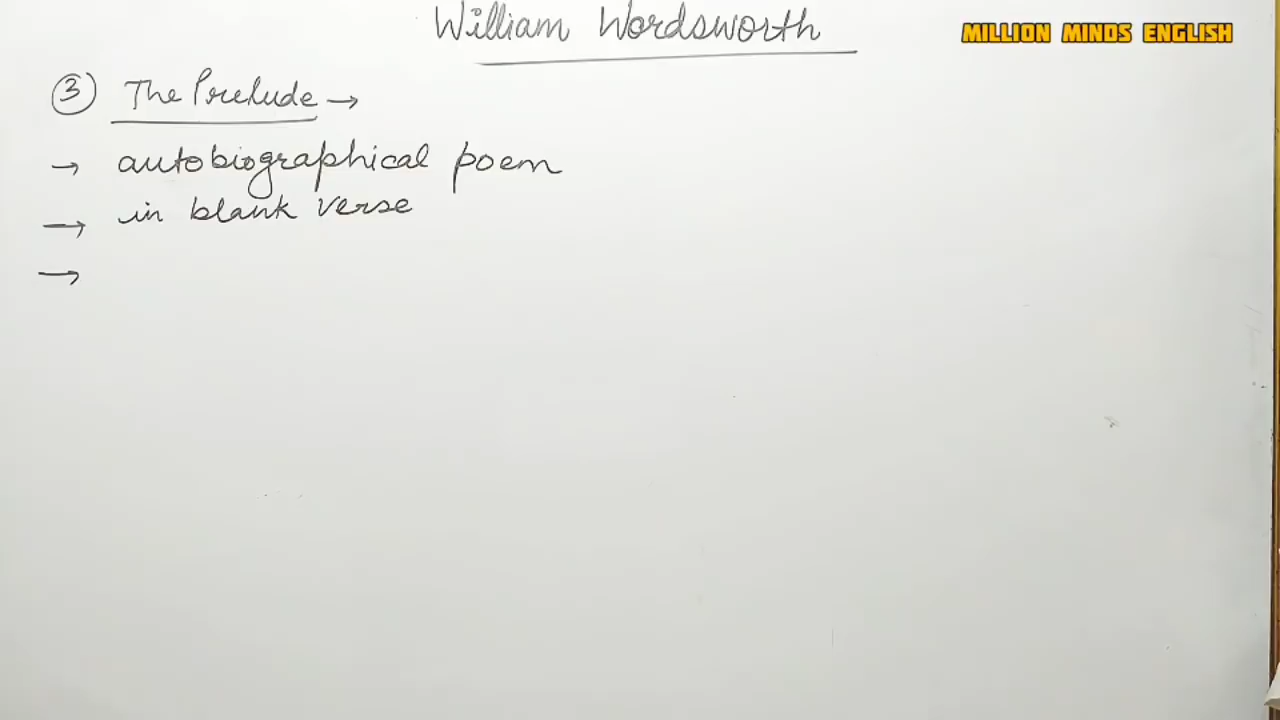 William Wordsworth
MILLION MINDS ENGLISH
③ The Prelude →
→ autobiographical poem
→ in blank verse
→